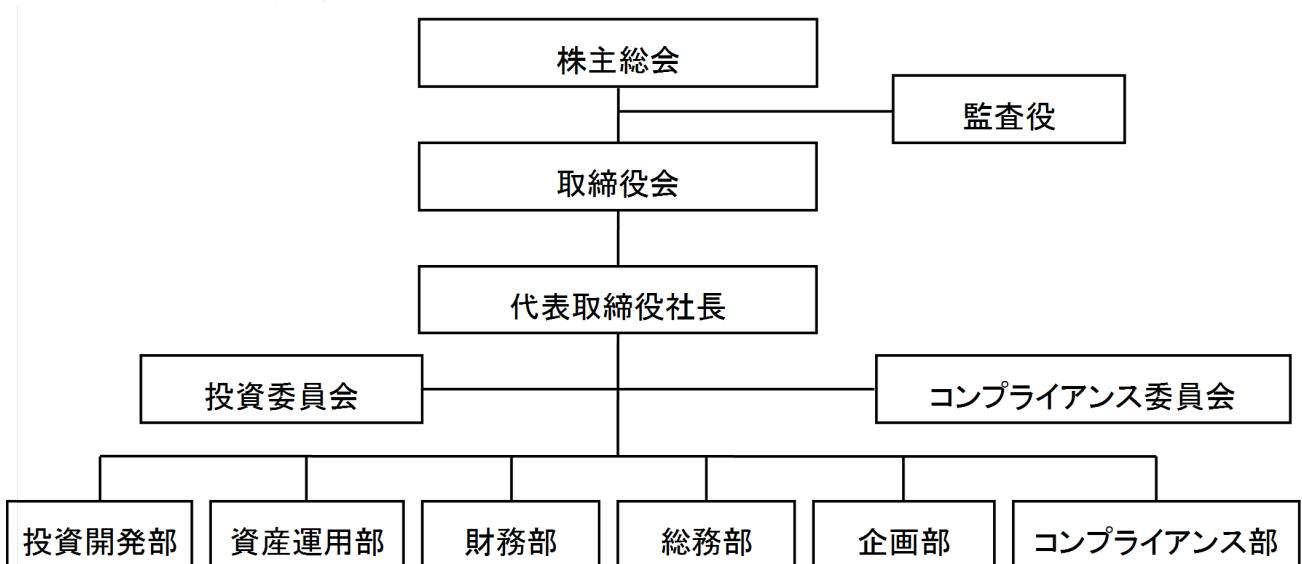 株主総会
監査役
取締役会
代表取締役社長
投資委員会
コンプライアンス委員会
投資開発部
資産運用部
財務部
総務部
企画部
コンプライアンス部